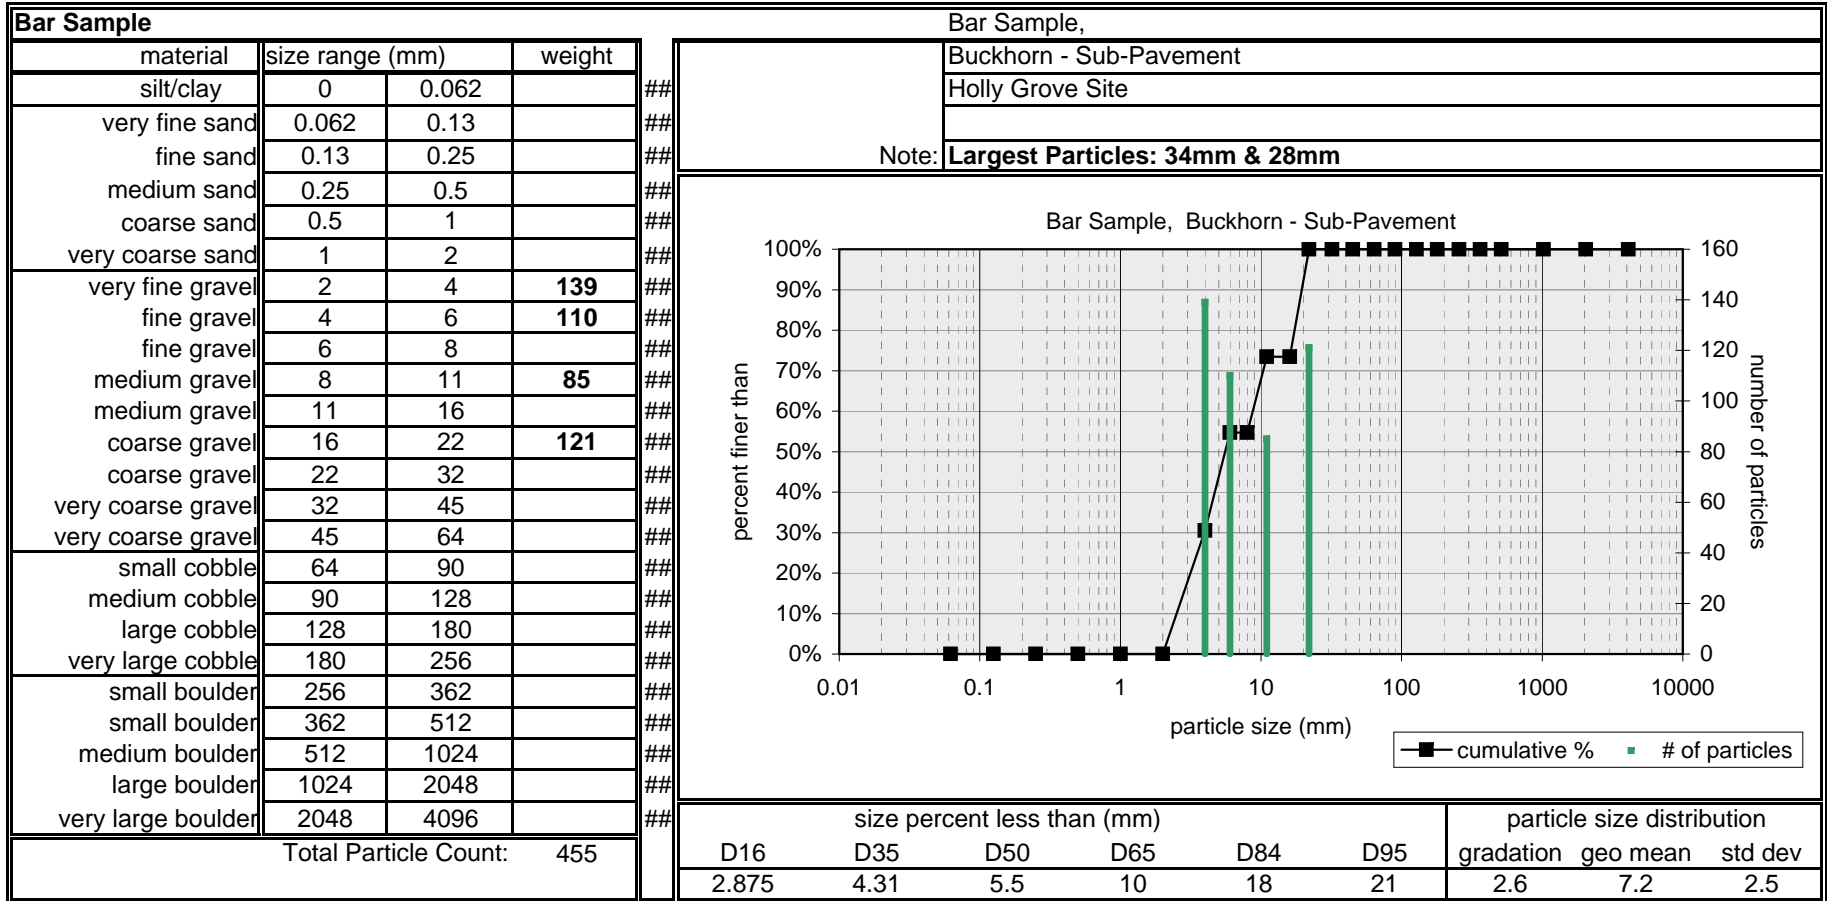 Bar Sample
Bar Sample,
material size range (mm) weight
Buckhorn - Sub-Pavement
silt/clay 0 0.062 ##
Holly Grove Site
very fine sand 0.062 0.13 ##
fine sand 0.13 0.25 ##
Note: Largest Particles: 34mm & 28mm
medium sand 0.25 0.5 ##
coarse sand 0.5 1 ##
very coarse sand 1 2 ##
very fine gravel 2 4 139 ##
fine gravel 4 6 110 ##
fine gravel 6 8 ##
medium gravel 8 11 85 ##
medium gravel 11 16 ##
coarse gravel 16 22 121 ##
coarse gravel 22 32 ##
very coarse gravel 32 45 ##
very coarse gravel 45 64 ##
small cobble 64 90 ##
medium cobble 90 128 ##
large cobble 128 180 ##
very large cobble 180 256 ##
small boulder 256 362 ##
small boulder 362 512 ##
medium boulder 512 1024 ##
large boulder 1024 2048 ##
very large boulder 2048 4096 ##
Total Particle Count: 455
Bar Sample, Buckhorn - Sub-Pavement
100%
90%
80%
70%
60%
50%
40%
30%
20%
10%
0%
percent finer than
160
140
120
100
80
60
40
20
0
number of particles
0.01 0.1 1 10 100 1000 10000
particle size (mm)
cumulative % # of particles
size percent less than (mm) particle size distribution
D16 D35 D50 D65 D84 D95 gradation geo mean std dev
2.875 4.31 5.5 10 18 21 2.6 7.2 2.5